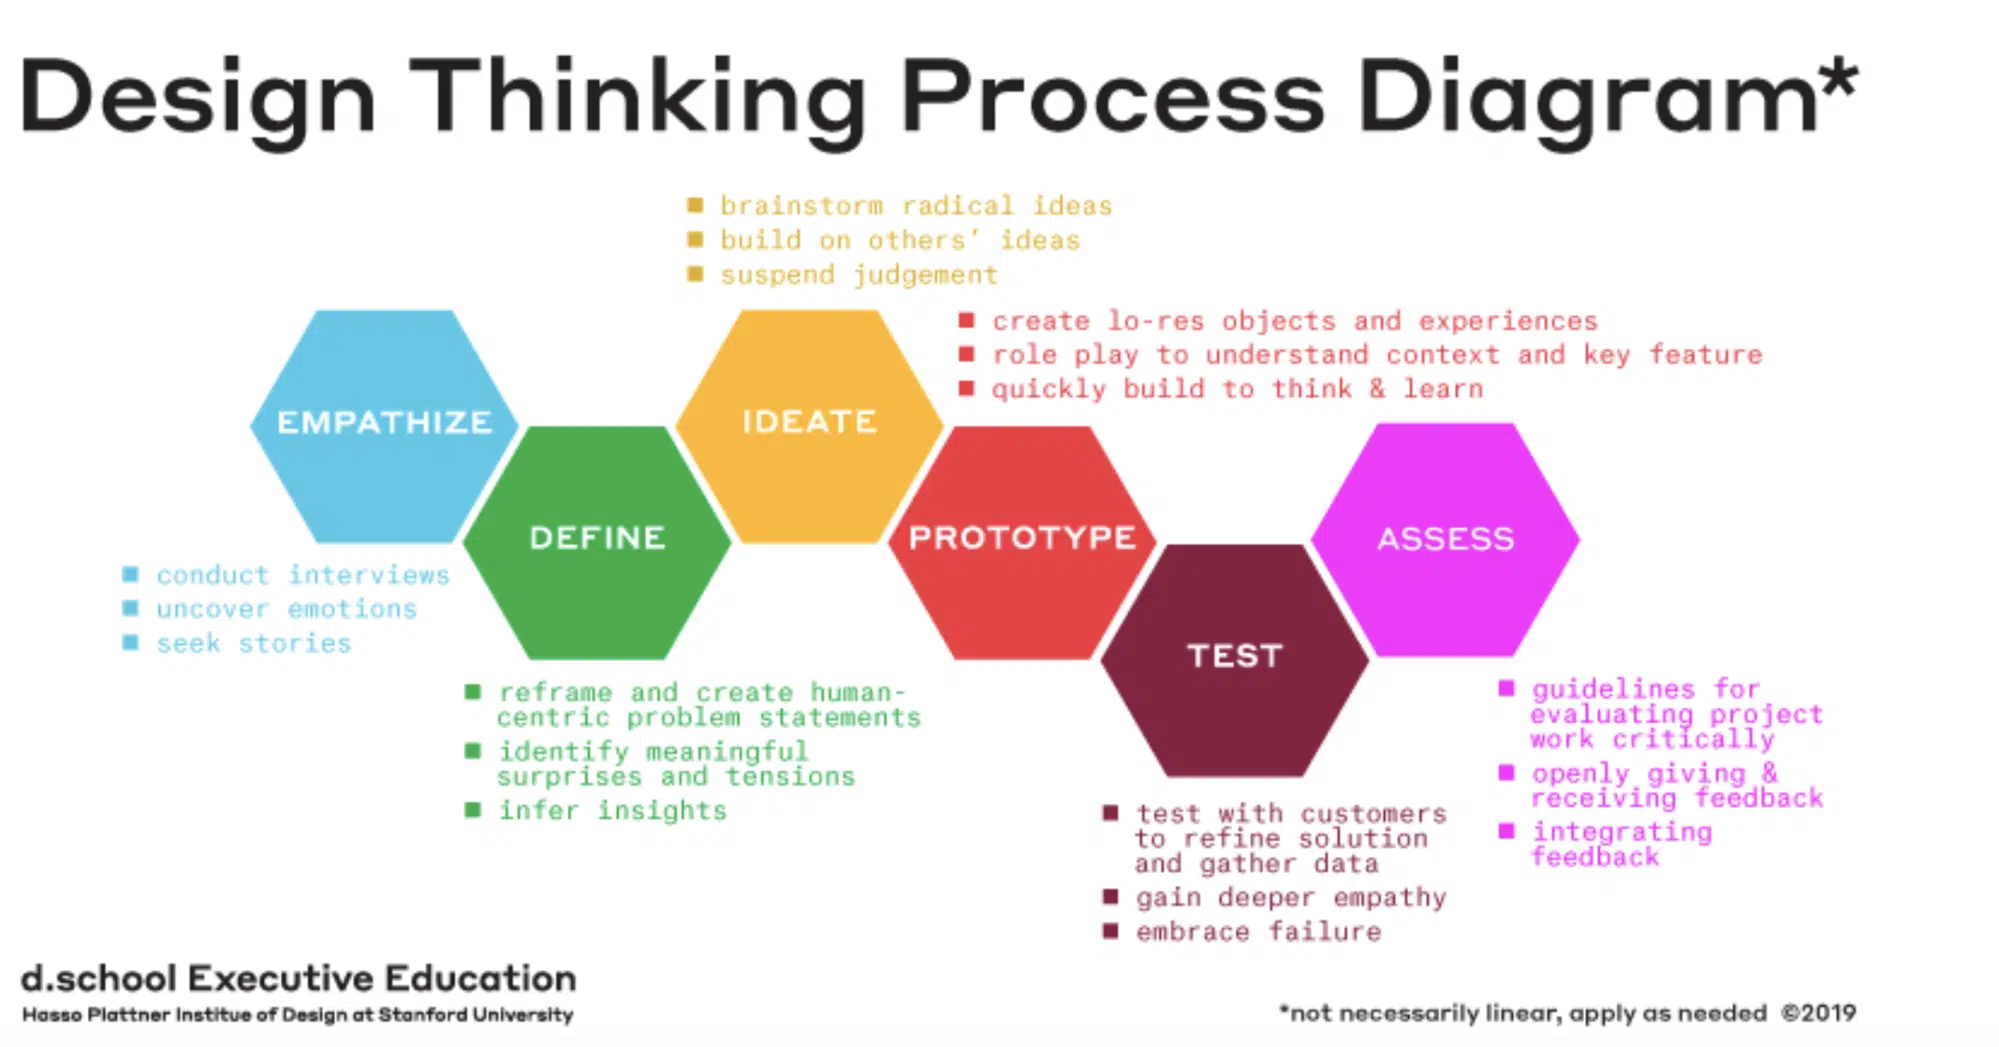 Design Thinking Process Diagram*
brainstorm radical ideas
build on others' ideas
suspend judgement
create lo-res objects and experiences
role play to understand context and key feature
quickly build to think & learn
EMPATHIZE
IDEATE
DEFINE
PROTOTYPE
ASSESS
TEST
conduct interviews
uncover emotions
seek stories
reframe and create human-
centric problem statements
identify meaningful
surprises and tensions
infer insights
guidelines for
evaluating project
work critically
openly giving &
receiving feedback
integrating
feedback
test with customers
to refine solution
and gather data
gain deeper empathy
embrace failure
d.school Executive Education
Hasso Plattner Institue of Design at Stanford University
*not necessarily linear, apply as needed ©2019